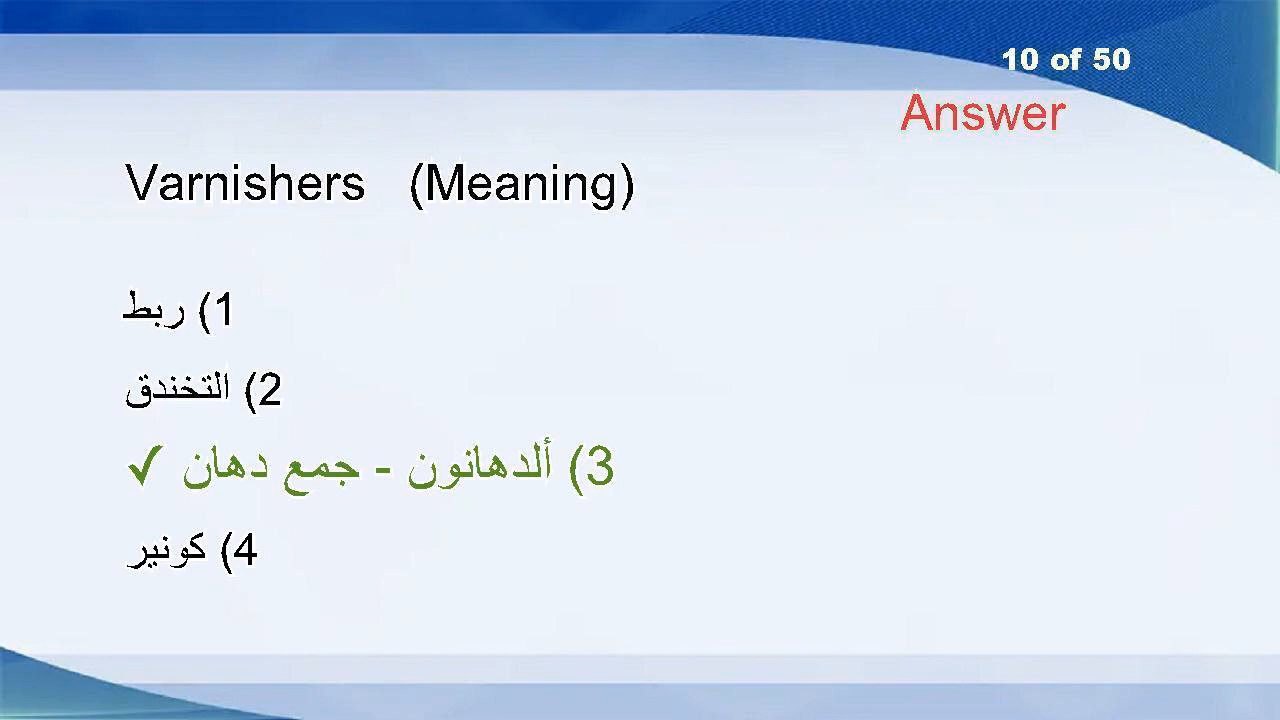 10 of 50
Answer
Varnishers (Meaning)
1) ربط
2) التخندق
3) ألدهانون - جمع دهان ✓
4) كونير